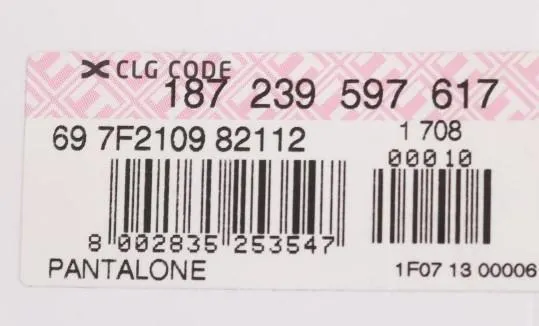 CLG CODE
187 239 597 617
69 7F2109 82112
1 708
00010
8 002835 253547
PANTALONE
1F07 13 00006